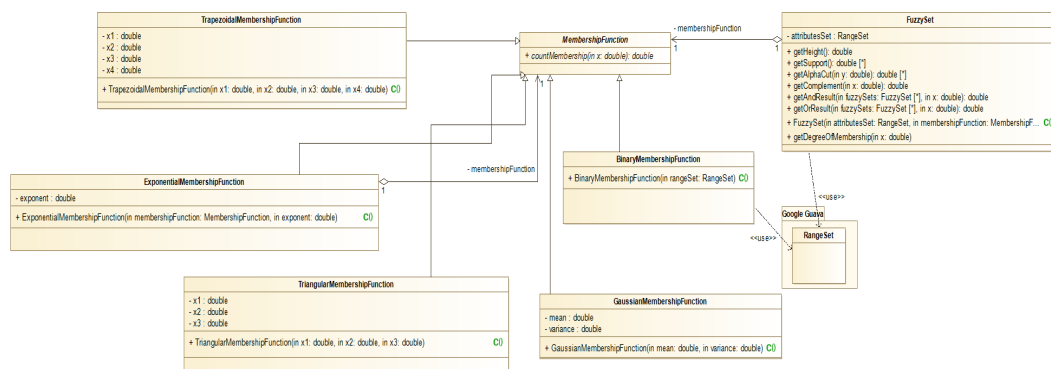 TrapezoidalMembershipFunction
- x1 : double
- x2 : double
- x3 : double
- x4 : double
+ TrapezoidalMembershipFunction(in x1: double, in x2: double, in x3: double, in x4: double) C()
MembershipFunction
+ countMembership(in x: double): double
- membershipFunction
1
1
FuzzySet
- attributesSet : RangeSet
+ getHeight(): double
+ getSupport(): double [*]
+ getAlphaCut(in y: double): double [*]
+ getComplement(in x: double): double
+ getAndResult(in fuzzySets: FuzzySet [*], in x: double): double
+ getOrResult(in fuzzySets: FuzzySet [*], in x: double): double
+ FuzzySet(in attributesSet: RangeSet, in membershipFunction: MembershipF... C()
+ getDegreeOfMembership(in x: double)
ExponentialMembershipFunction
- exponent : double
+ ExponentialMembershipFunction(in membershipFunction: MembershipFunction, in exponent: double) C()
1
- membershipFunction
1
BinaryMembershipFunction
+ BinaryMembershipFunction(in rangeSet: RangeSet) C()
<<use>>
<<use>>
Google Guava
RangeSet
TriangularMembershipFunction
- x1 : double
- x2 : double
- x3 : double
+ TriangularMembershipFunction(in x1: double, in x2: double, in x3: double) C()
GaussianMembershipFunction
- mean : double
- variance : double
+ GaussianMembershipFunction(in mean: double, in variance: double) C()